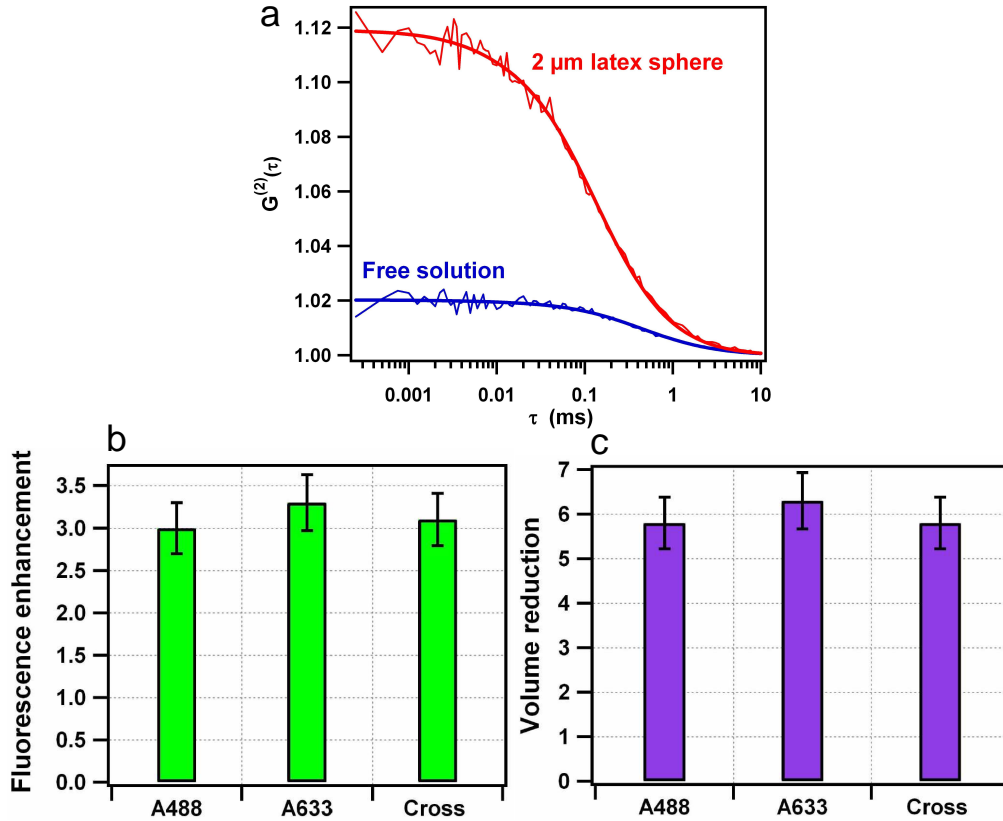 a
G(2)(τ)
1.12
1.10
1.08
1.06
1.04
1.02
1.00
2 µm latex sphere
Free solution
0.001 0.01 0.1 1 10
τ (ms)
b
Fluorescence enhancement
3.5
3.0
2.5
2.0
1.5
1.0
0.5
0.0
A488 A633 Cross
c
Volume reduction
7
6
5
4
3
2
1
0
A488 A633 Cross